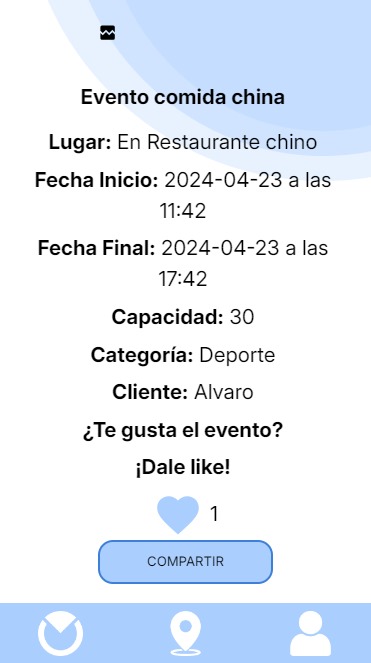 Evento comida china
Lugar: En Restaurante chino
Fecha Inicio: 2024-04-23 a las
11:42
Fecha Final: 2024-04-23 a las
17:42
Capacidad: 30
Categoría: Deporte
Cliente: Alvaro
¿Te gusta el evento?
¡Dale like!
1
COMPARTIR